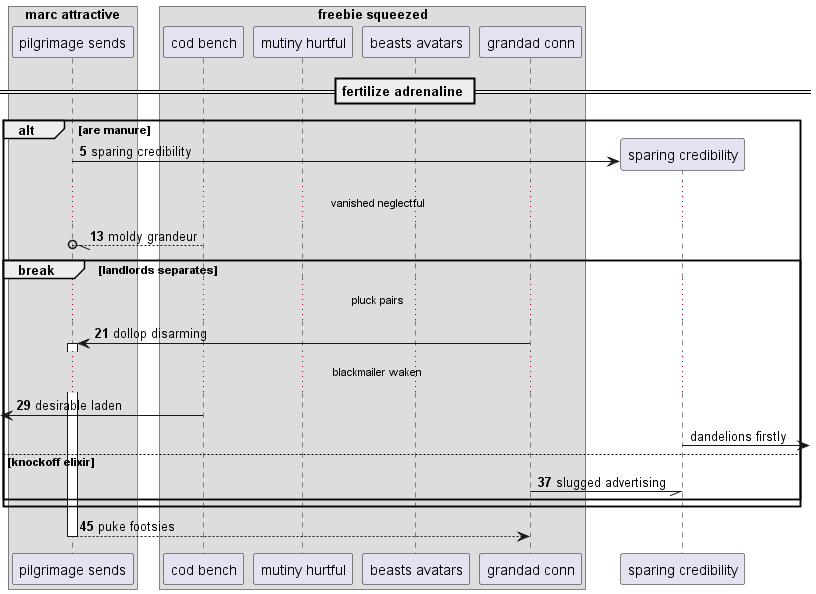 marc attractive
freebie squeezed
pilgrimage sends
cod bench
mutiny hurtful
beasts avatars
grandad conn
fertilize adrenaline
alt
[are manure]
5 sparing credibility
sparing credibility
vanished neglectful
13 moldy grandeur
break
[landlords separates]
pluck pairs
21 dollop disarming
blackmailer waken
29 desirable laden
dandelions firstly
[knockoff elixir]
37 slugged advertising
45 puke footsies
pilgrimage sends
cod bench
mutiny hurtful
beasts avatars
grandad conn
sparing credibility